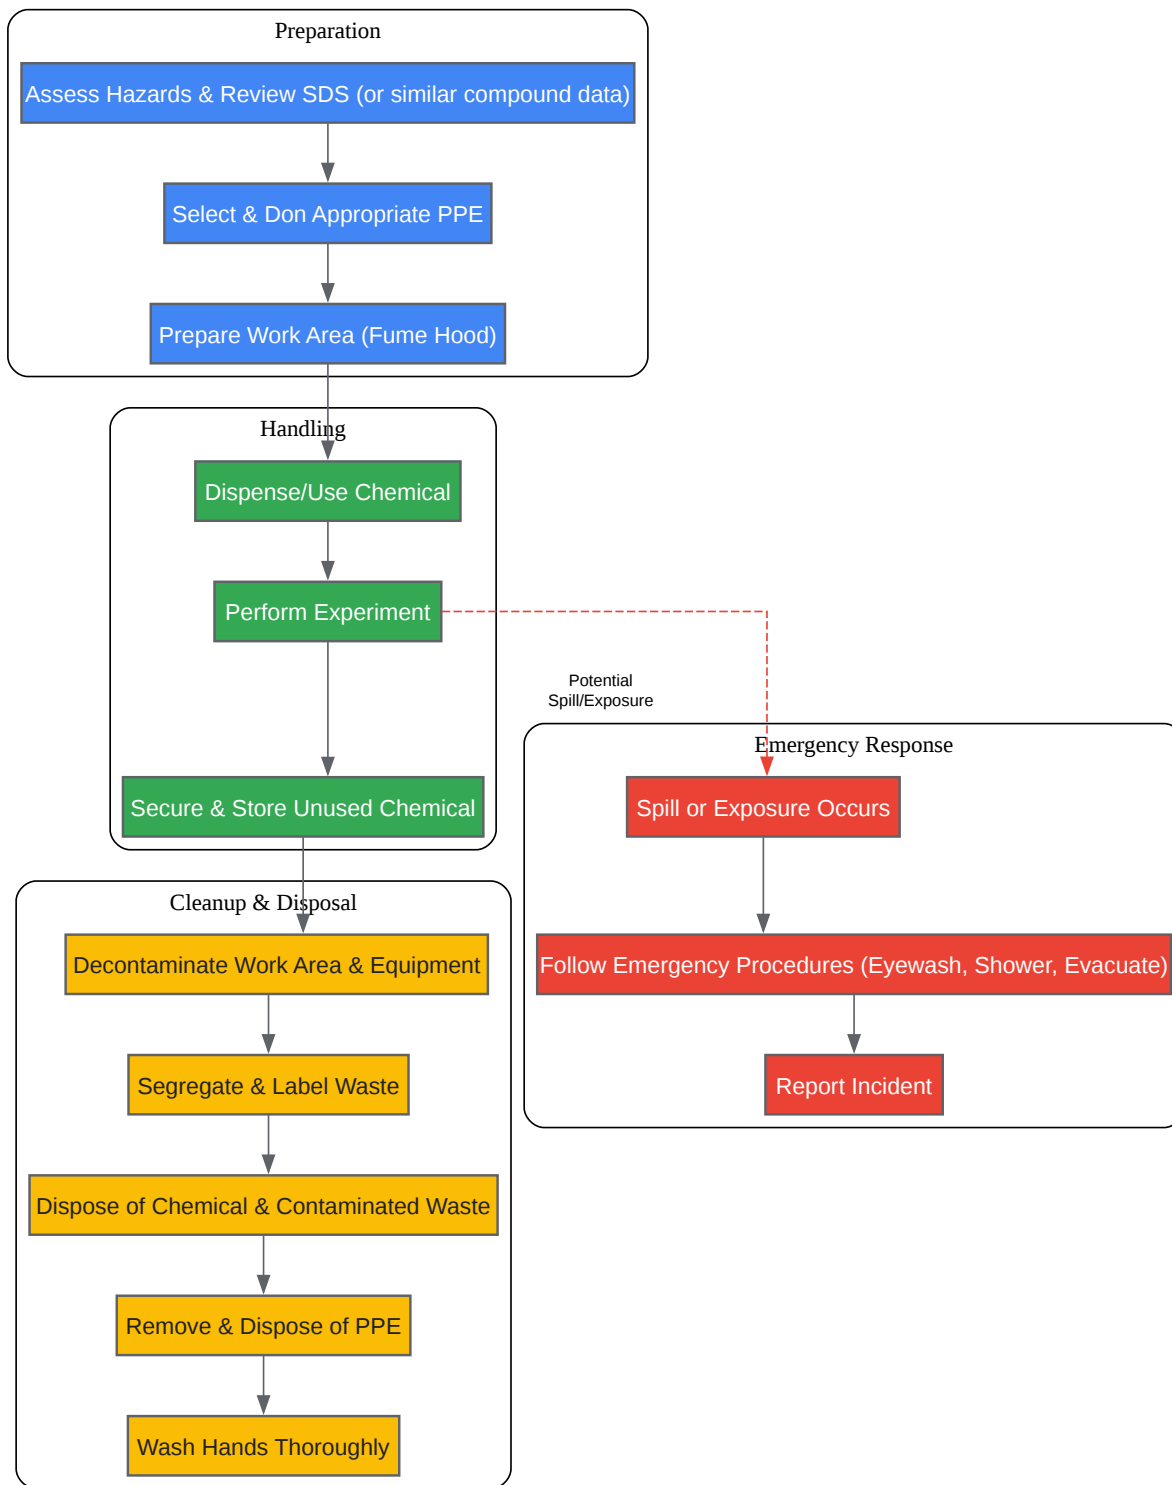 Preparation
Assess Hazards & Review SDS (or similar compound data)
Select & Don Appropriate PPE
Prepare Work Area (Fume Hood)
Handling
Dispense/Use Chemical
Perform Experiment
Potential
Spill/Exposure
Secure & Store Unused Chemical
Emergency Response
Spill or Exposure Occurs
Follow Emergency Procedures (Eyewash, Shower, Evacuate)
Report Incident
Cleanup & Disposal
Decontaminate Work Area & Equipment
Segregate & Label Waste
Dispose of Chemical & Contaminated Waste
Remove & Dispose of PPE
Wash Hands Thoroughly